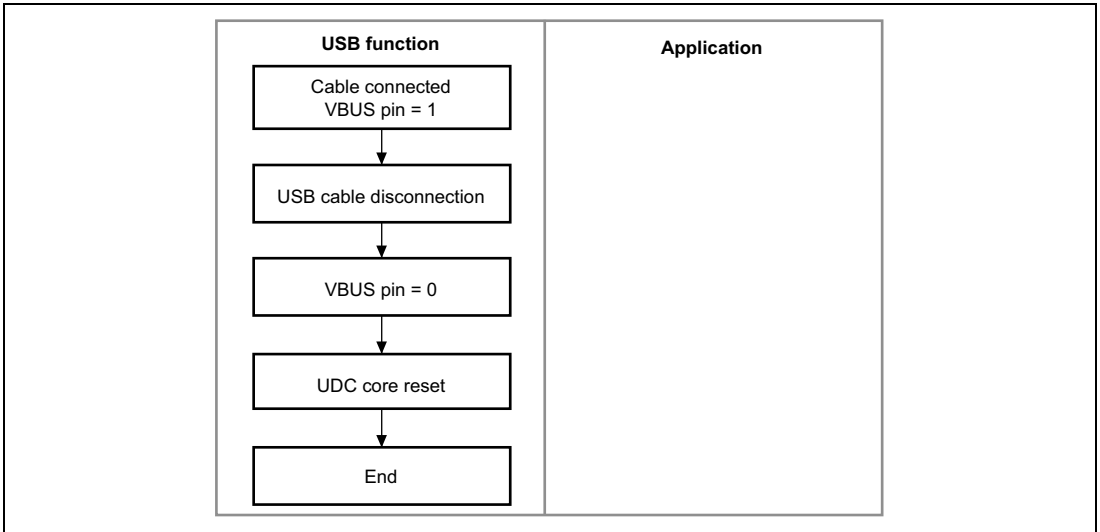 USB function
Application
Cable connected
VBUS pin = 1
USB cable disconnection
VBUS pin = 0
UDC core reset
End